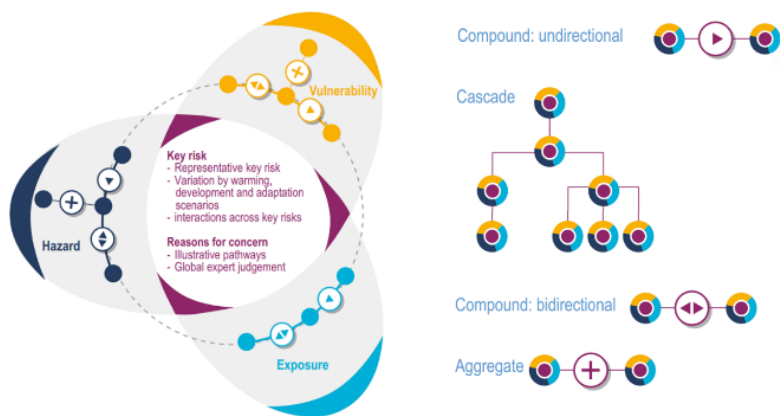 Vulnerability
Key risk
- Representative key risk
- Variation by warming,
development and adaptation
scenarios
- interactions across key risks
Reasons for concern
- Illustrative pathways
- Global expert judgement
Hazard
Exposure
Compound: undirectional
Cascade
Compound: bidirectional
Aggregate